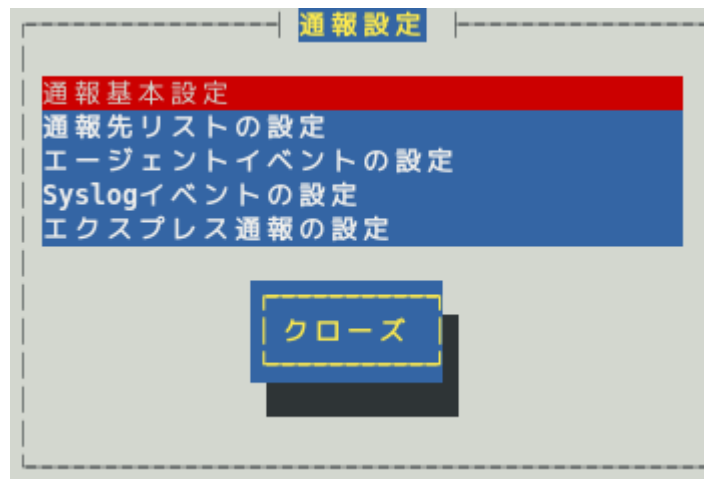 通報設定
通報基本設定
通報先リストの設定
エージェントイベントの設定
Syslogイベントの設定
エクスプレス通報の設定
クローズ